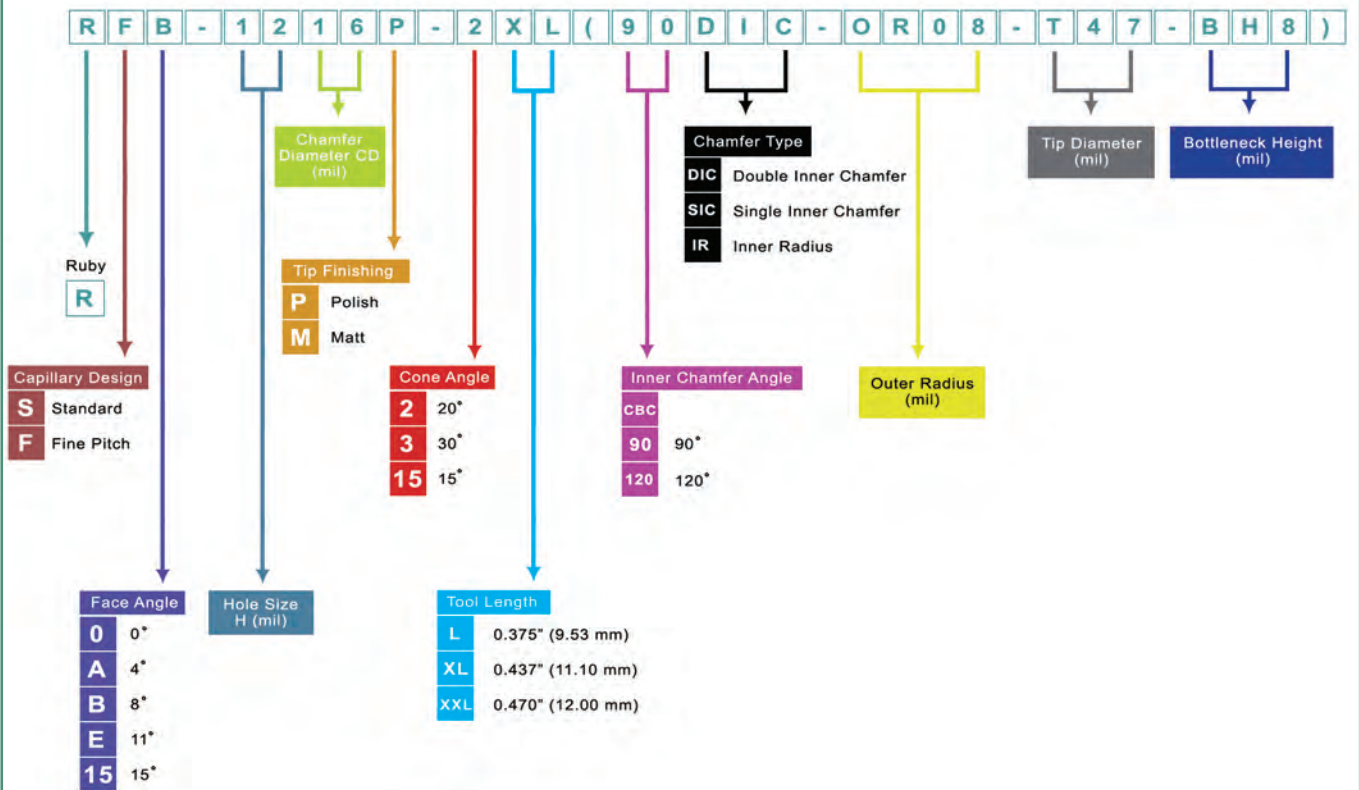 RFB-1216P-2XL(90DIC-OR08-T47-BH8)
Ruby
R
Capillary Design
S Standard
F Fine Pitch
Face Angle
0 0°
A 4°
B 8°
E 11°
15 15°
Hole Size
H (mil)
Chamfer
Diameter CD
(mil)
Tip Finishing
P Polish
M Matt
Cone Angle
2 20°
3 30°
15 15°
Tool Length
L 0.375" (9.53 mm)
XL 0.437" (11.10 mm)
XXL 0.470" (12.00 mm)
Inner Chamfer Angle
CBC
90 90°
120 120°
Chamfer Type
DIC Double Inner Chamfer
SIC Single Inner Chamfer
IR Inner Radius
Outer Radius
(mil)
Tip Diameter
(mil)
Bottleneck Height
(mil)